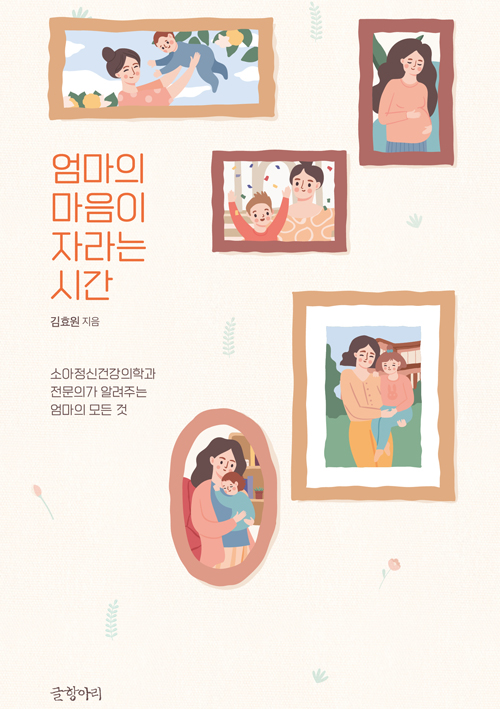 엄마의
마음이
자라는
시간
김효원 지음
소아정신건강의학과
전문의가 알려주는
엄마의 모든 것
글항아리